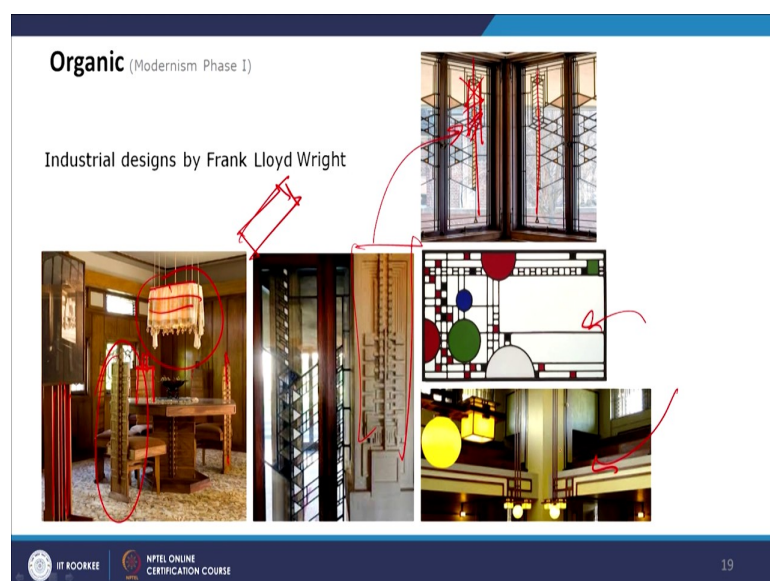 Organic (Modernism Phase I)
Industrial designs by Frank Lloyd Wright
IIT ROORKEE
NPTEL ONLINE
CERTIFICATION COURSE
19